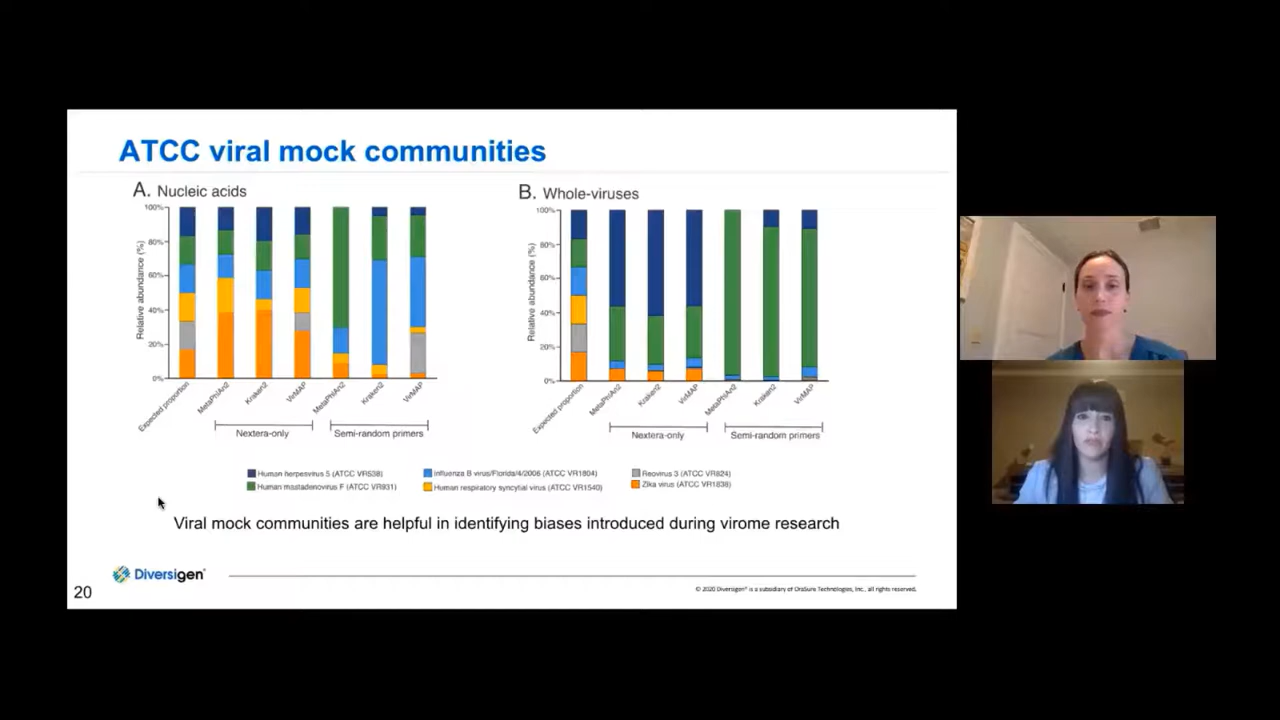 ATCC viral mock communities
A. Nucleic acids
100%
80%
60%
40%
20%
0%
Relative abundance (%)
Expected proportion
MetaPhlAn2
Kraken2
VirMAP
MetaPhlAn2
Kraken2
VirMAP
Nextera-only
Semi-random primers
B. Whole-viruses
100%
80%
60%
40%
20%
0%
Relative abundance (%)
Expected proportion
MetaPhlAn2
Kraken2
VirMAP
MetaPhlAn2
Kraken2
VirMAP
Nextera-only
Semi-random primers
Human herpesvirus 5 (ATCC VR538)
Influenza B virus/Florida/4/2006 (ATCC VR1804)
Reovirus 3 (ATCC VR824)
Human mastadenovirus F (ATCC VR931)
Human respiratory syncytial virus (ATCC VR1540)
Zika virus (ATCC VR1838)
Viral mock communities are helpful in identifying biases introduced during virome research
Diversigen®
20
© 2020 Diversigen® is a subsidiary of OraSure Technologies, Inc., all rights reserved.